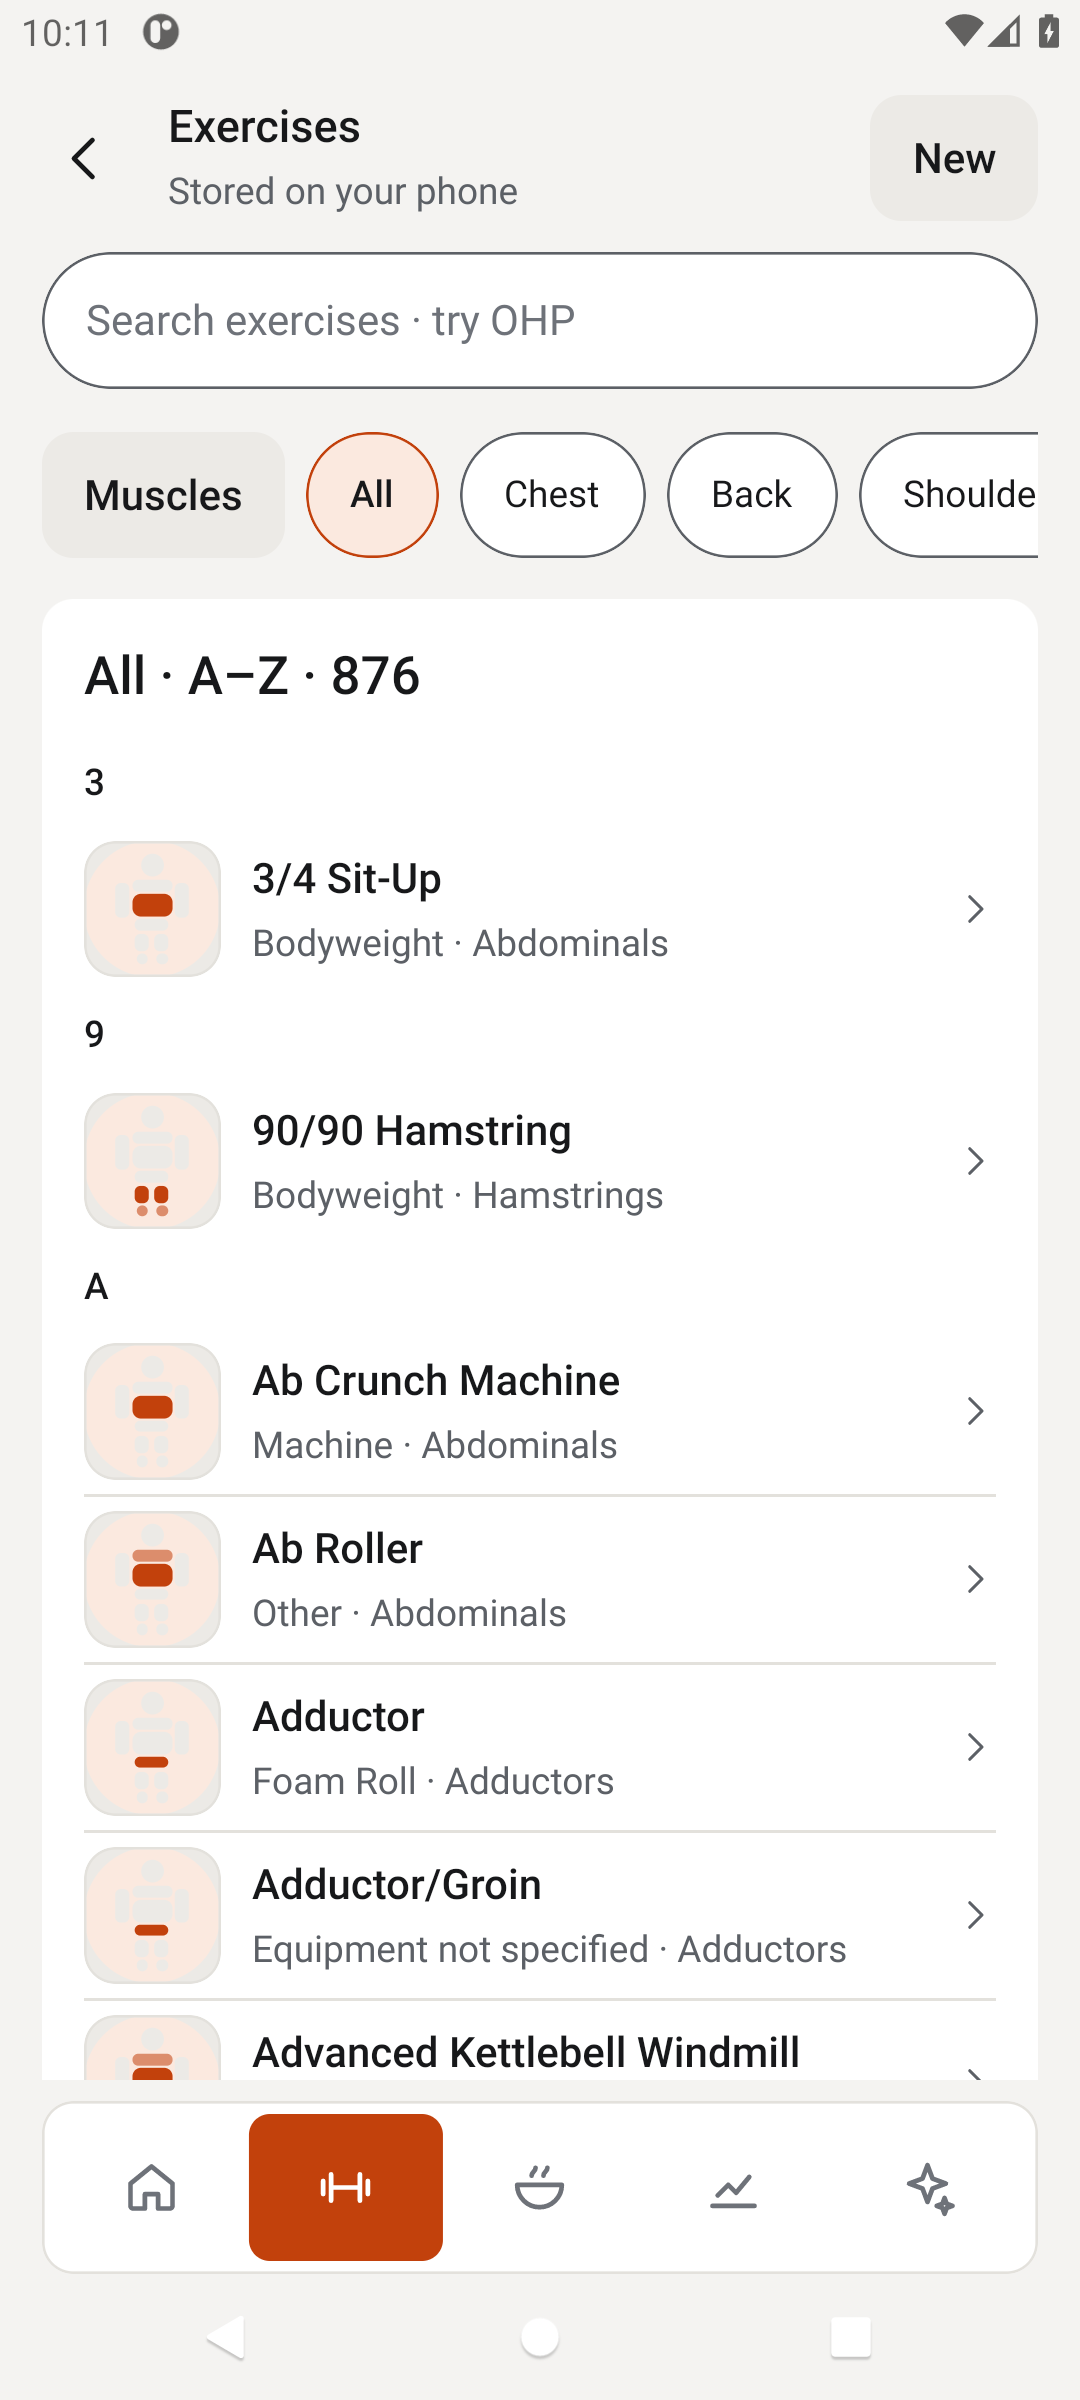 10:11
Exercises
Stored on your phone
New
Search exercises · try OHP
Muscles
All
Chest
Back
Shoulde
All · A–Z · 876
3
3/4 Sit-Up
Bodyweight · Abdominals
9
90/90 Hamstring
Bodyweight · Hamstrings
A
Ab Crunch Machine
Machine · Abdominals
Ab Roller
Other · Abdominals
Adductor
Foam Roll · Adductors
Adductor/Groin
Equipment not specified · Adductors
Advanced Kettlebell Windmill